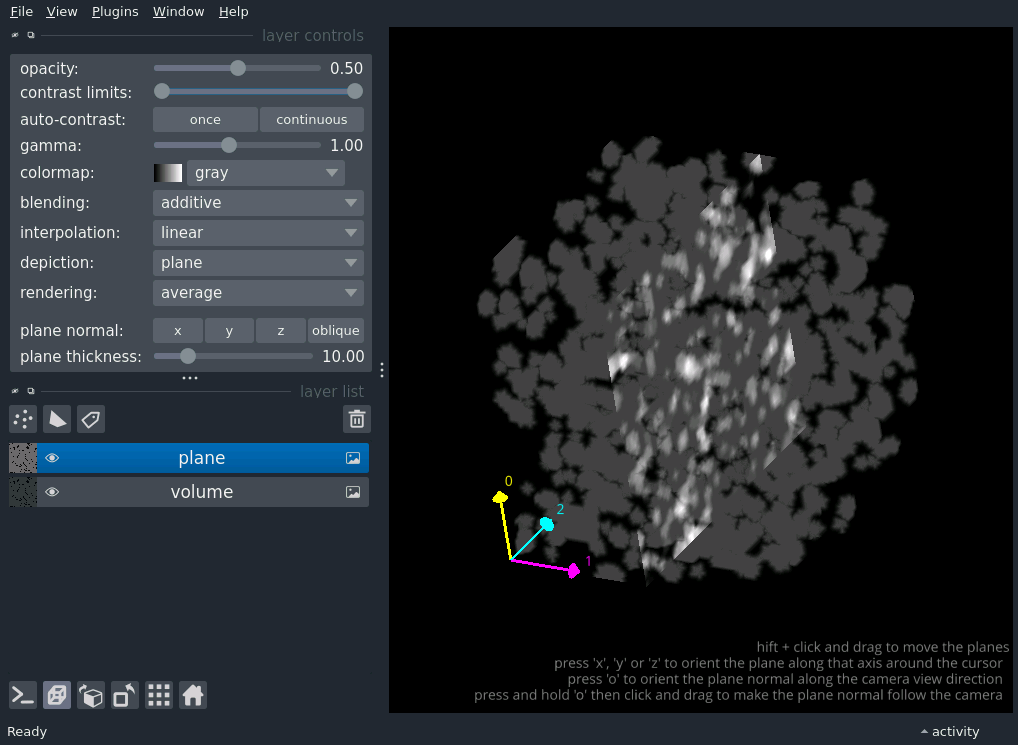 File View Plugins Window Help
layer controls
opacity: 0.50
contrast limits:
auto-contrast: once continuous
gamma: 1.00
colormap: gray
blending: additive
interpolation: linear
depiction: plane
rendering: average
plane normal: x y z oblique
plane thickness: 10.00
layer list
plane
volume
0
2
1
hift + click and drag to move the planes
press 'x', 'y' or 'z' to orient the plane along that axis around the cursor
press 'o' to orient the plane normal along the camera view direction
press and hold 'o' then click and drag to make the plane normal follow the camera
Ready activity